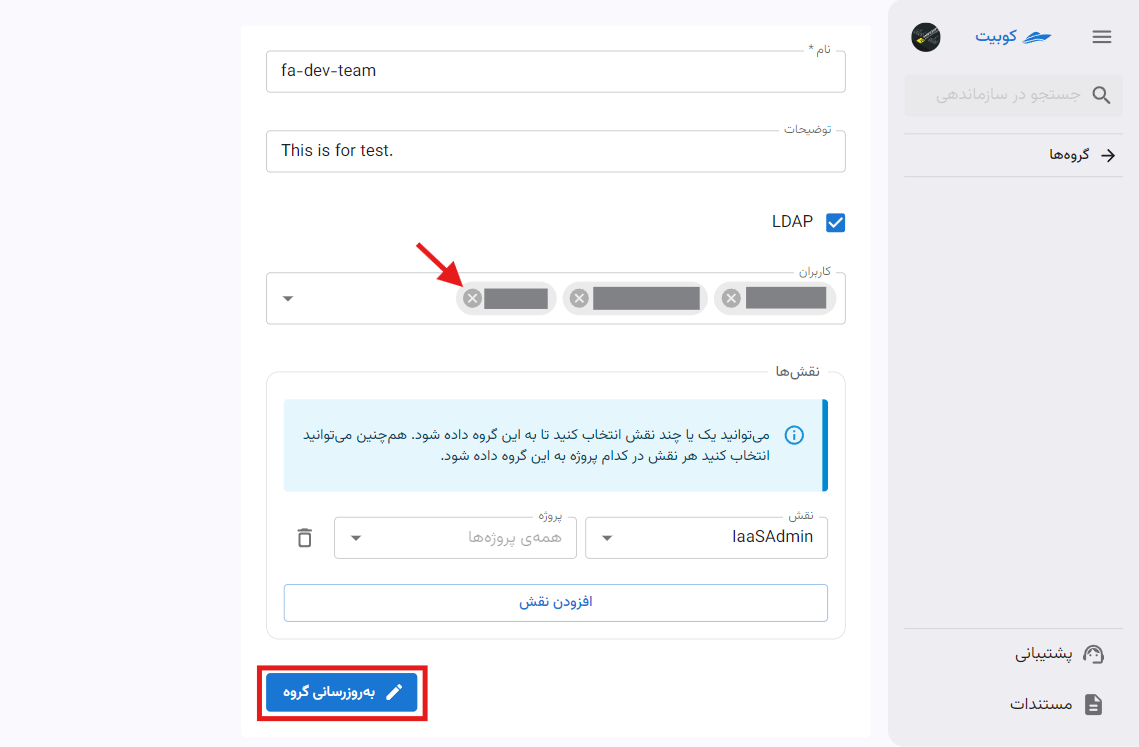 کوبیت
جستجو در سازماندهی
گروه‌ها
پشتیبانی
مستندات
نام *
fa-dev-team
توضیحات
This is for test.
LDAP
کاربران
نقش‌ها
می‌توانید یک یا چند نقش انتخاب کنید تا به این گروه داده شود. هم‌چنین می‌توانید
انتخاب کنید هر نقش در کدام پروژه به این گروه داده شود.
نقش
IaaSAdmin
پروژه
همه‌ی پروژه‌ها
افزودن نقش
به‌روزرسانی گروه